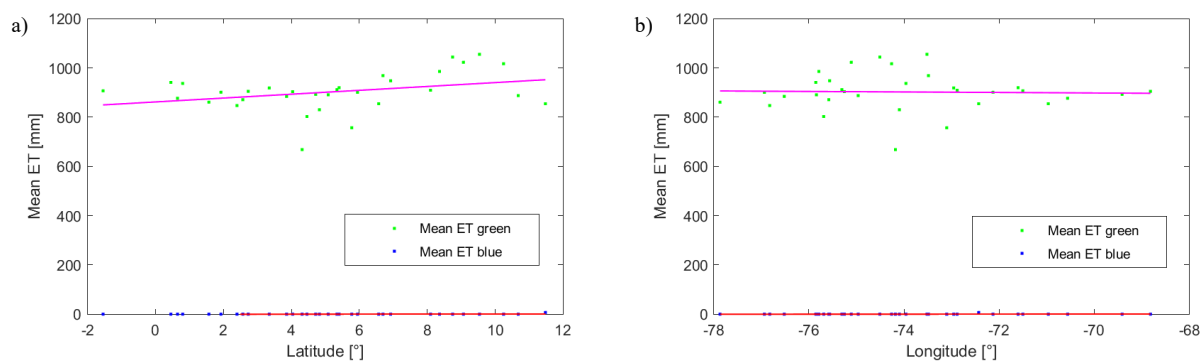 a)
1200
1000
800
600
400
200
0
Mean ET [mm]
Mean ET green
Mean ET blue
-2 0 2 4 6 8 10 12
Latitude [°]
b)
1200
1000
800
600
400
200
0
Mean ET [mm]
Mean ET green
Mean ET blue
-78 -76 -74 -72 -70 -68
Longitude [°]